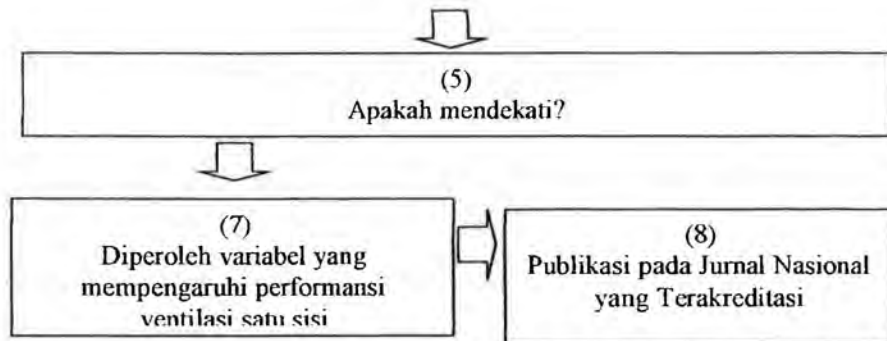 (5)
Apakah mendekati?
(7)
Diperoleh variabel yang
mempengaruhi performansi
ventilasi satu sisi
(8)
Publikasi pada Jurnal Nasional
yang Terakreditasi